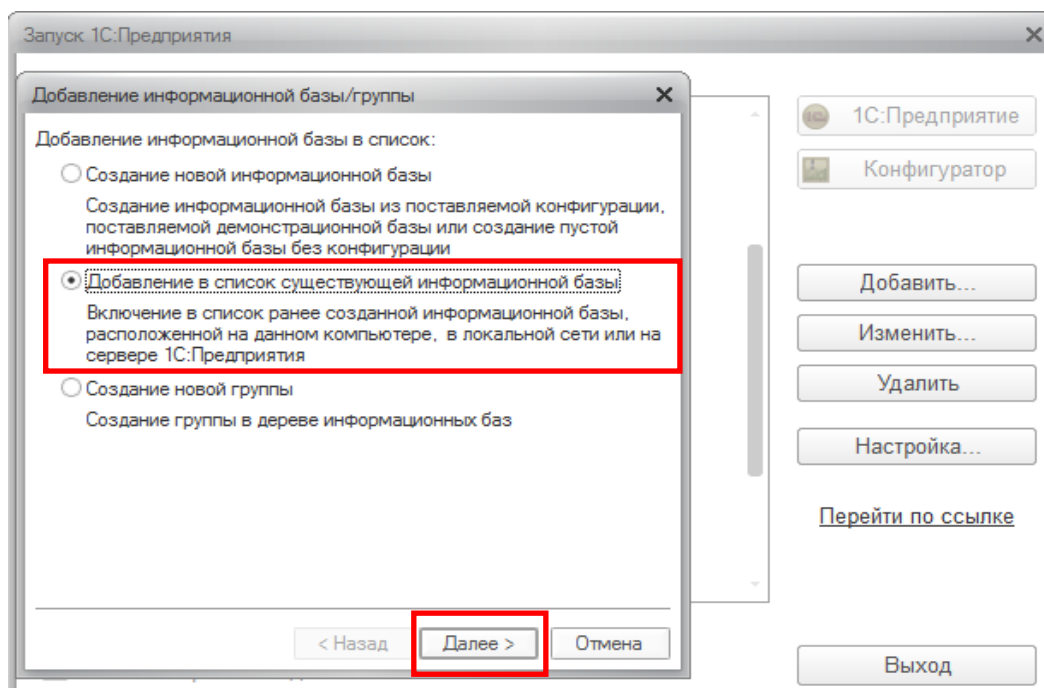 Запуск 1С:Предприятия
Добавление информационной базы/группы
Добавление информационной базы в список:
Создание новой информационной базы
Создание информационной базы из поставляемой конфигурации,
поставляемой демонстрационной базы или создание пустой
информационной базы без конфигурации
Добавление в список существующей информационной базы
Включение в список ранее созданной информационной базы,
расположенной на данном компьютере, в локальной сети или на
сервере 1С:Предприятия
Создание новой группы
Создание группы в дереве информационных баз
< Назад
Далее >
Отмена
1С:Предприятие
Конфигуратор
Добавить...
Изменить...
Удалить
Настройка...
Перейти по ссылке
Выход